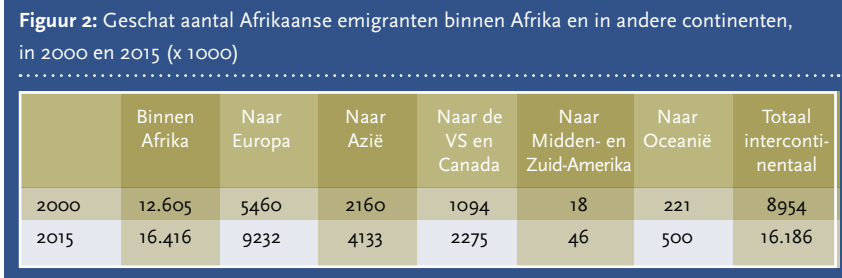 Figuur 2: Geschat aantal Afrikaanse emigranten binnen Afrika en in andere continenten,
in 2000 en 2015 (x 1000)
Binnen Afrika | Naar Europa | Naar Azië | Naar de VS en Canada | Naar Midden- en Zuid-Amerika | Naar Oceanië | Totaal interconti-nentaal
2000 12.605 5460 2160 1094 18 221 8954
2015 16.416 9232 4133 2275 46 500 16.186